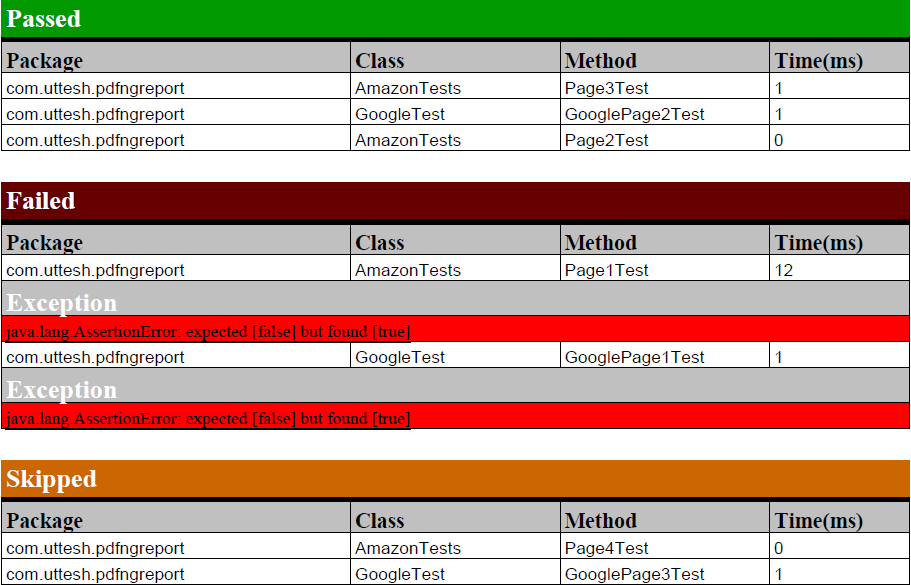 Passed
Package Class Method Time(ms)
com.uttesh.pdfngreport AmazonTests Page3Test 1
com.uttesh.pdfngreport GoogleTest GooglePage2Test 1
com.uttesh.pdfngreport AmazonTests Page2Test 0
Failed
Package Class Method Time(ms)
com.uttesh.pdfngreport AmazonTests Page1Test 12
Exception
java.lang.AssertionError: expected [false] but found [true]
com.uttesh.pdfngreport GoogleTest GooglePage1Test 1
Exception
java.lang.AssertionError: expected [false] but found [true]
Skipped
Package Class Method Time(ms)
com.uttesh.pdfngreport AmazonTests Page4Test 0
com.uttesh.pdfngreport GoogleTest GooglePage3Test 1